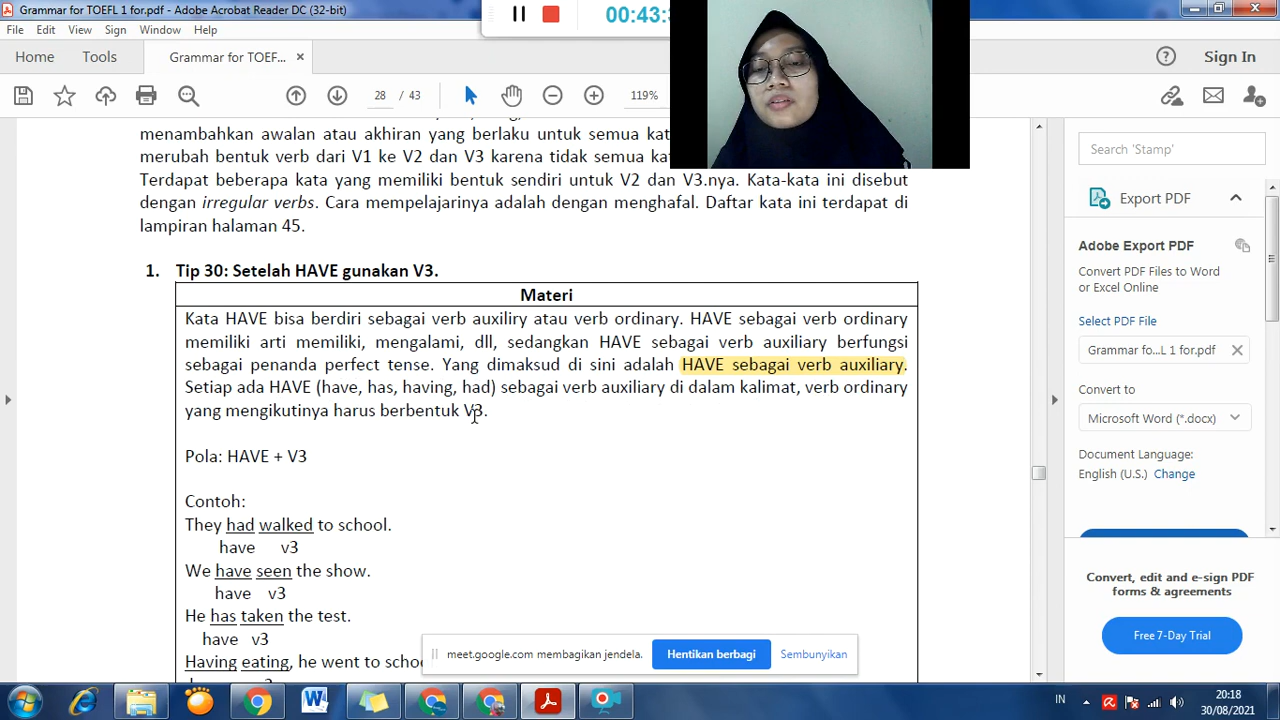 Grammar for TOEFL 1 for.pdf - Adobe Acrobat Reader DC (32-bit)
00:43:
File Edit View Sign Window Help
Home Tools Grammar for TOEF... × Sign In
28 / 43 119%
menambahkan awalan atau akhiran yang berlaku untuk semua
merubah bentuk verb dari V1 ke V2 dan V3 karena tidak semua
Terdapat beberapa kata yang memiliki bentuk sendiri untuk V2 dan V3.nya. Kata-kata ini disebut
dengan irregular verbs. Cara mempelajarinya adalah dengan menghafal. Daftar kata ini terdapat di
lampiran halaman 45.
1. Tip 30: Setelah HAVE gunakan V3.
Materi
Kata HAVE bisa berdiri sebagai verb auxiliry atau verb ordinary. HAVE sebagai verb ordinary
memiliki arti memiliki, mengalami, dll, sedangkan HAVE sebagai verb auxiliary berfungsi
sebagai penanda perfect tense. Yang dimaksud di sini adalah HAVE sebagai verb auxiliary.
Setiap ada HAVE (have, has, having, had) sebagai verb auxiliary di dalam kalimat, verb ordinary
yang mengikutinya harus berbentuk V3.
Pola: HAVE + V3
Contoh:
They had walked to school.
have v3
We have seen the show.
have v3
He has taken the test.
have v3
Having eating, he went to
meet.google.com membagikan jendela. Hentikan berbagi Sembunyikan
Search 'Stamp'
Export PDF
Adobe Export PDF
Convert PDF Files to Word
or Excel Online
Select PDF File
Grammar fo...L 1 for.pdf ×
Convert to
Microsoft Word (*.docx)
Document Language:
English (U.S.) Change
Convert, edit and e-sign PDF
forms & agreements
Free 7-Day Trial
IN
20:18
30/08/2021